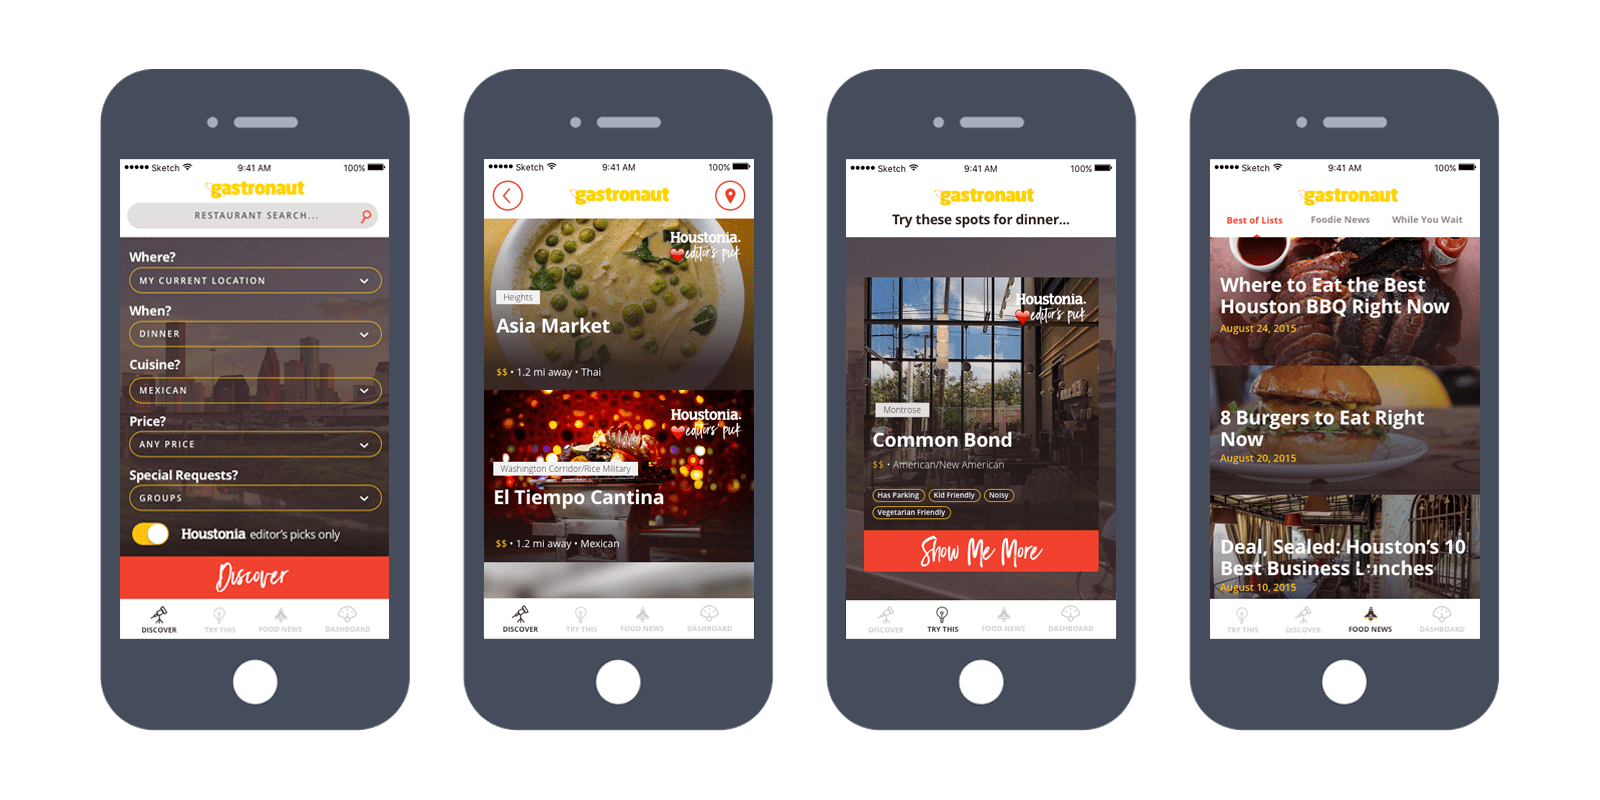 Sketch 9:41 AM 100%
gastronaut
RESTAURANT SEARCH...
Where?
MY CURRENT LOCATION
When?
DINNER
Cuisine?
MEXICAN
Price?
ANY PRICE
Special Requests?
GROUPS
Houstonia editor's picks only
Discover
DISCOVER TRY THIS FOOD NEWS DASHBOARD
Sketch 9:41 AM 100%
gastronaut
Houstonia.
editor's pick
Heights
Asia Market
$$ • 1.2 mi away • Thai
Houstonia.
editors' pick
Washington Corridor/Rice Military
El Tiempo Cantina
$$ • 1.2 mi away • Mexican
DISCOVER TRY THIS FOOD NEWS DASHBOARD
Sketch 9:41 AM 100%
gastronaut
Try these spots for dinner...
Houstonia.
editor's pick
Montrose
Common Bond
$$ • American/New American
Has Parking Kid Friendly Noisy
Vegetarian Friendly
Show Me More
DISCOVER TRY THIS FOOD NEWS DASHBOARD
Sketch 9:41 AM 100%
gastronaut
Best of Lists Foodie News While You Wait
Where to Eat the Best
Houston BBQ Right Now
August 24, 2015
8 Burgers to Eat Right
Now
August 20, 2015
Deal, Sealed: Houston's 10
Best Business Lunches
August 10, 2015
TRY THIS DISCOVER FOOD NEWS DASHBOARD